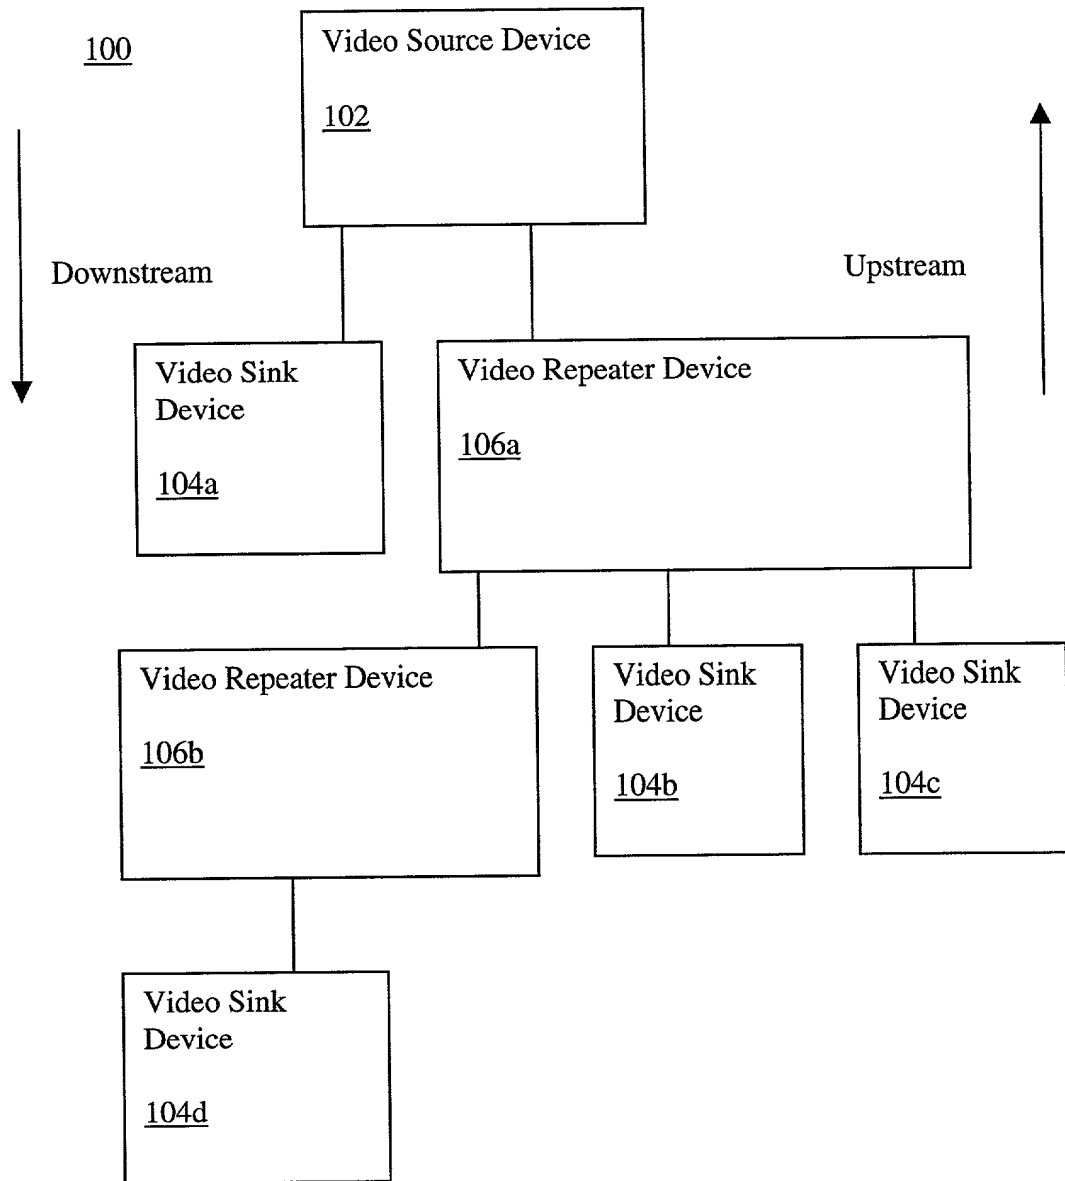 100
Video Source Device
102
Downstream
Upstream
Video Sink
Device
104a
Video Repeater Device
106a
Video Repeater Device
106b
Video Sink
Device
104b
Video Sink
Device
104c
Video Sink
Device
104d